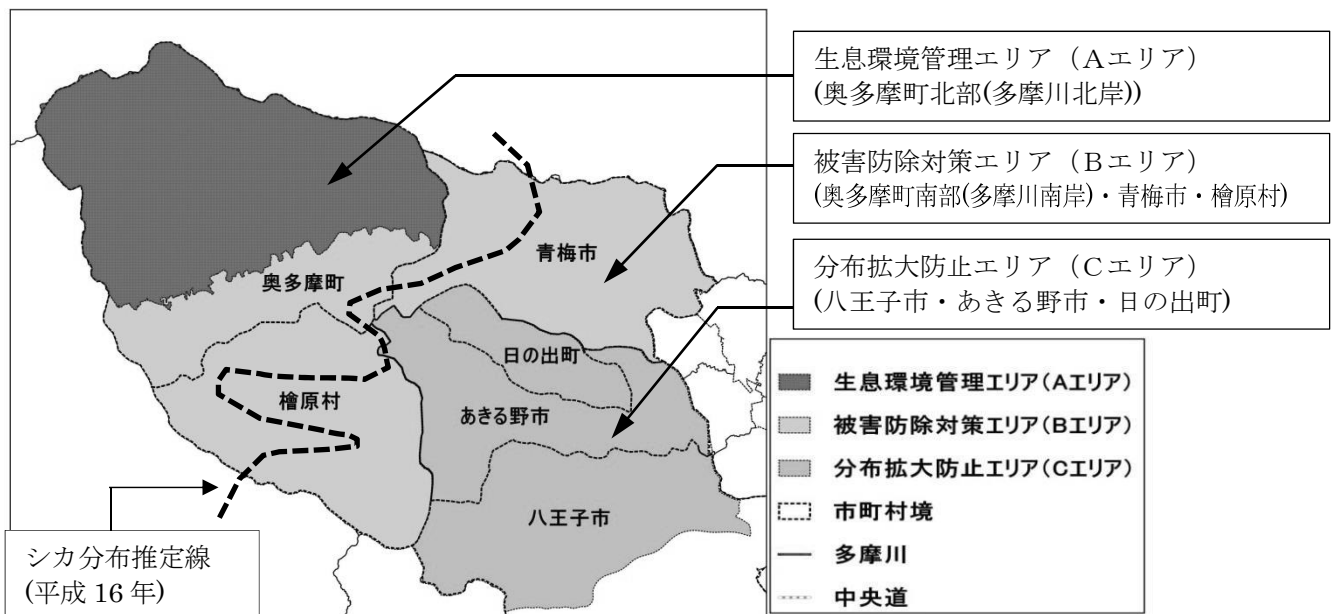 生息環境管理エリア(Aエリア)
(奥多摩町北部(多摩川北岸))
被害防除対策エリア(Bエリア)
(奥多摩町南部(多摩川南岸)・青梅市・檜原村)
分布拡大防止エリア(Cエリア)
(八王子市・あきる野市・日の出町)
青梅市
奥多摩町
日の出町
檜原村
あきる野市
八王子市
シカ分布推定線
(平成 16 年)
生息環境管理エリア(Aエリア)
被害防除対策エリア(Bエリア)
分布拡大防止エリア(Cエリア)
市町村境
多摩川
中央道